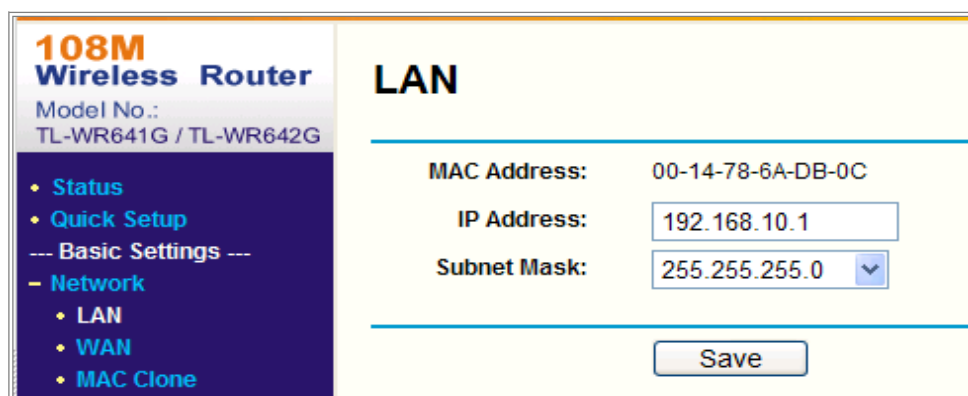 108M
Wireless Router
Model No.:
TL-WR641G / TL-WR642G
• Status
• Quick Setup
--- Basic Settings ---
– Network
• LAN
• WAN
• MAC Clone
LAN
MAC Address: 00-14-78-6A-DB-0C
IP Address: 192.168.10.1
Subnet Mask: 255.255.255.0
Save